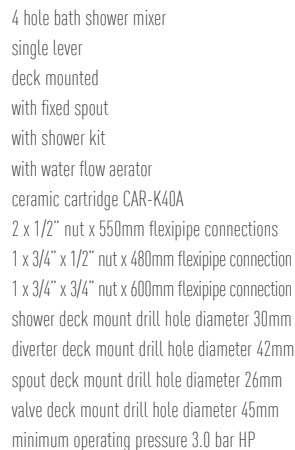 4 hole bath shower mixer
single lever
deck mounted
with fixed spout
with shower kit
with water flow aerator
ceramic cartridge CAR-K40A
2 x 1/2" nut x 550mm flexipipe connections
1 x 3/4" x 1/2" nut x 480mm flexipipe connection
1 x 3/4" x 3/4" nut x 600mm flexipipe connection
shower deck mount drill hole diameter 30mm
diverter deck mount drill hole diameter 42mm
spout deck mount drill hole diameter 26mm
valve deck mount drill hole diameter 45mm
minimum operating pressure 3.0 bar HP